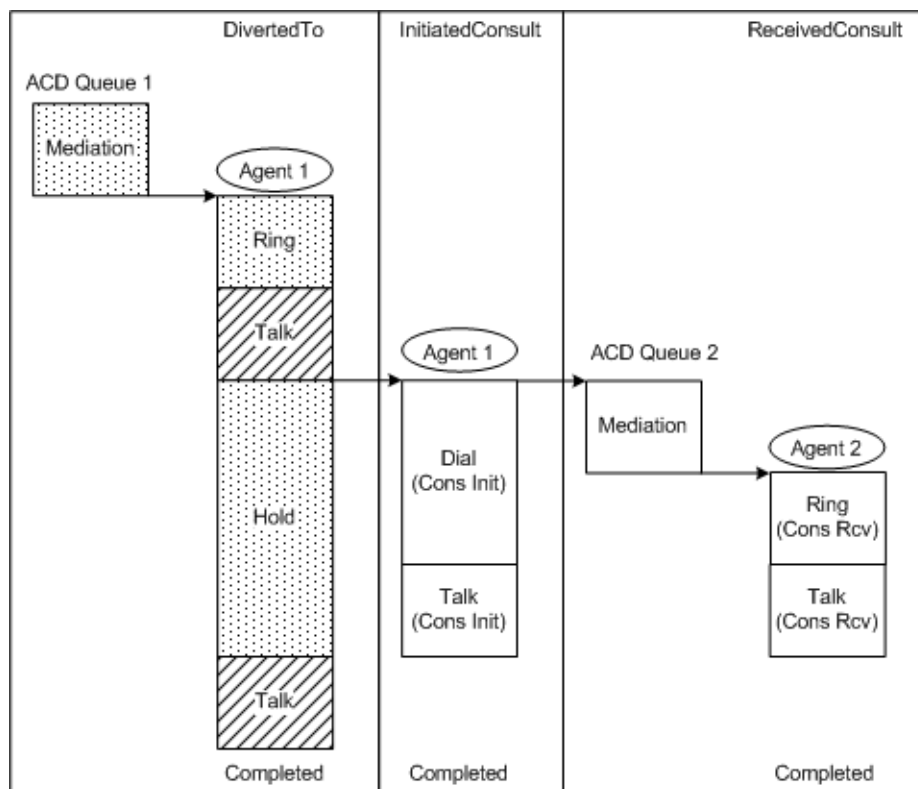 DivertedTo
InitiatedConsult
ReceivedConsult
ACD Queue 1
Mediation
Agent 1
Ring
Talk
Agent 1
ACD Queue 2
Mediation
Agent 2
Dial
(Cons Init)
Hold
Ring
(Cons Rcv)
Talk
(Cons Init)
Talk
(Cons Rcv)
Talk
Completed
Completed
Completed